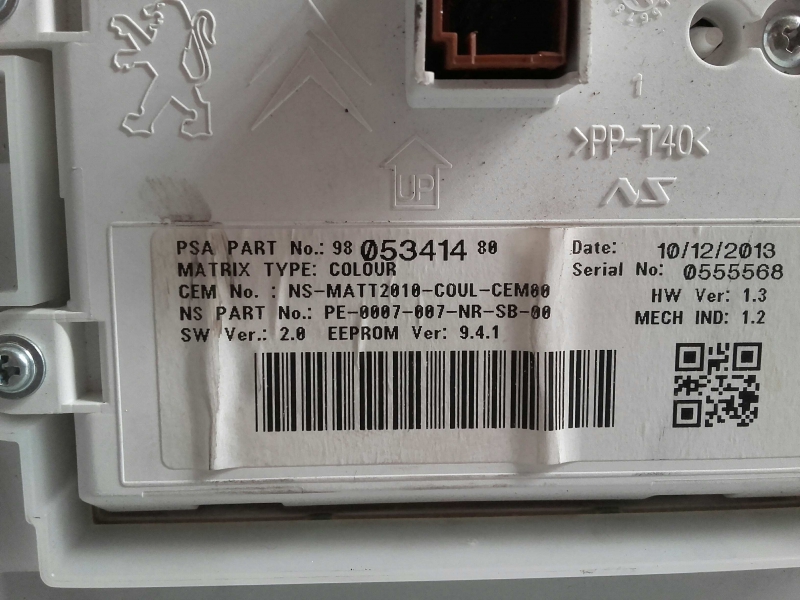 1
>PP-T40<
UP
NS
PSA PART No.: 98 053414 80
MATRIX TYPE: COLOUR
CEM No. : NS-MATT2010-COUL-CEM00
NS PART No.: PE-0007-007-NR-SB-00
SW Ver.: 2.0 EEPROM Ver: 9.4.1
Date: 10/12/2013
Serial No: 0555568
HW Ver: 1.3
MECH IND: 1.2